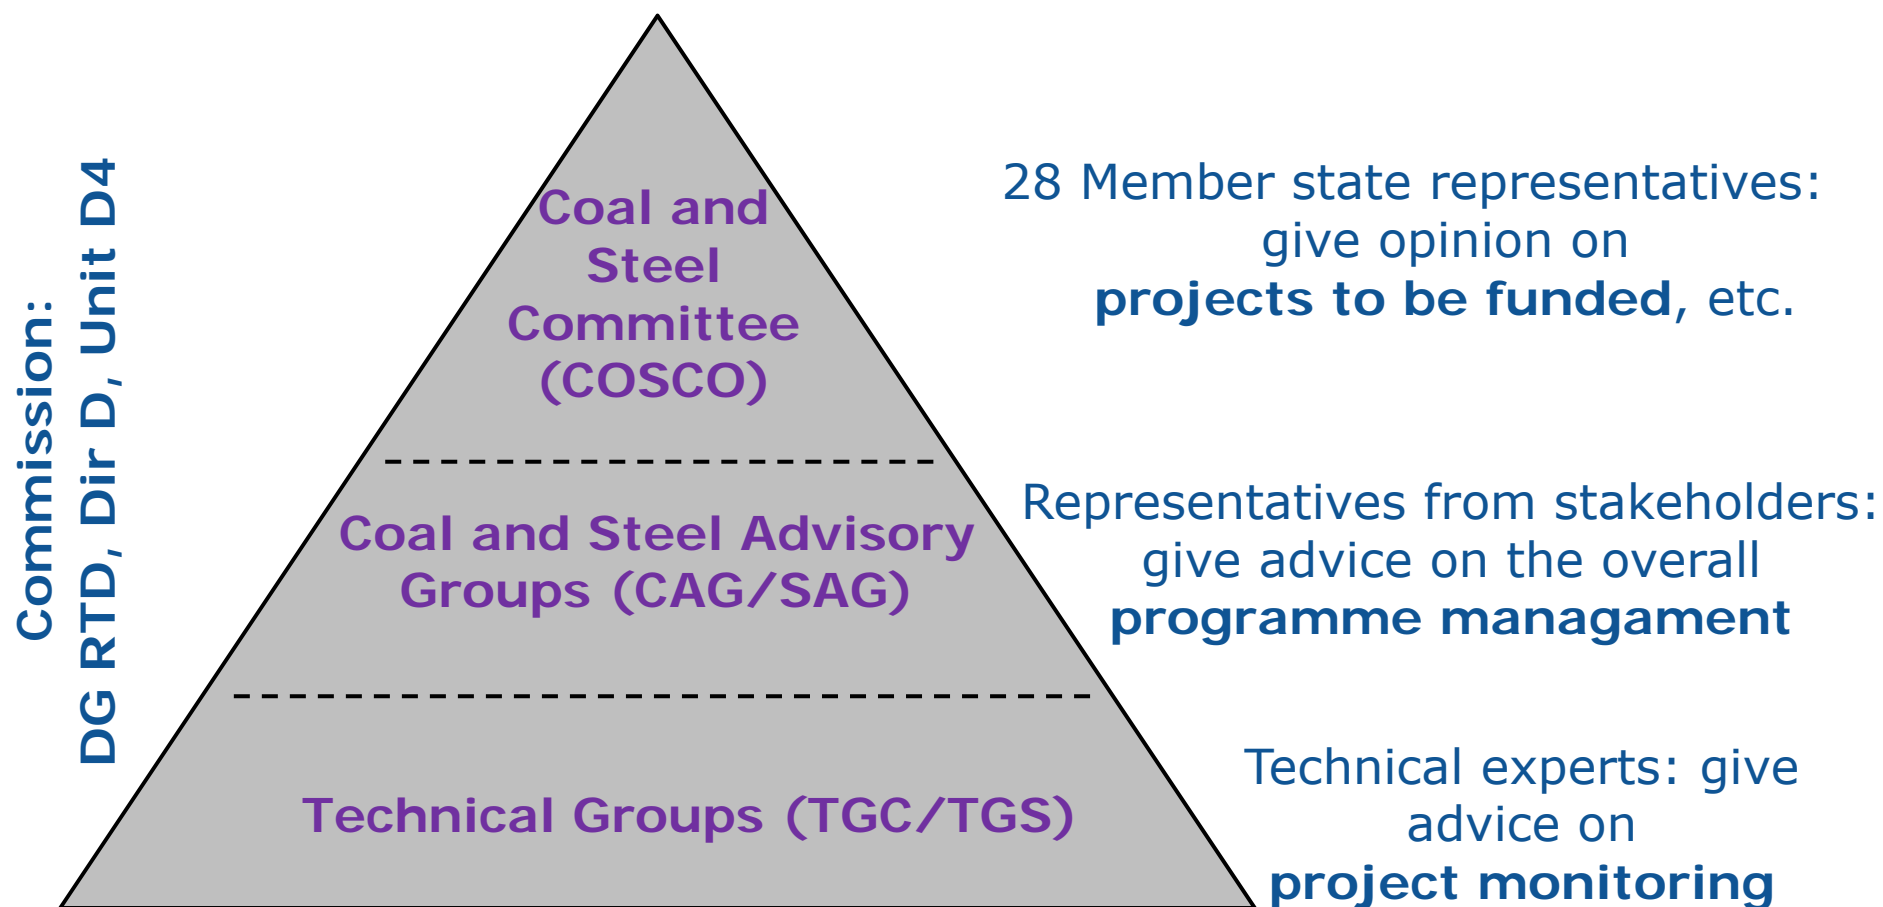 Commission:
DG RTD, Dir D, Unit D4
Coal and
Steel
Committee
(COSCO)
28 Member state representatives:
give opinion on
projects to be funded, etc.
Coal and Steel Advisory
Groups (CAG/SAG)
Representatives from stakeholders:
give advice on the overall
programme managament
Technical Groups (TGC/TGS)
Technical experts: give
advice on
project monitoring